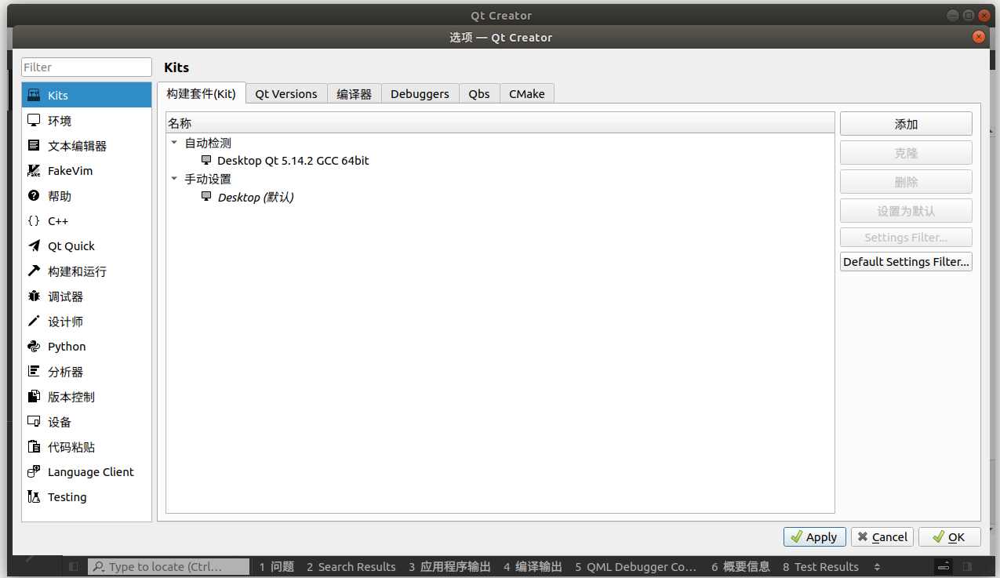 Qt Creator
选项 — Qt Creator
Filter
Kits
环境
文本编辑器
FakeVim
帮助
C++
Qt Quick
构建和运行
调试器
设计师
Python
分析器
版本控制
设备
代码粘贴
Language Client
Testing
Kits
构建套件(Kit) Qt Versions 编译器 Debuggers Qbs CMake
名称
自动检测
Desktop Qt 5.14.2 GCC 64bit
手动设置
Desktop (默认)
添加
克隆
删除
设置为默认
Settings Filter...
Default Settings Filter...
Apply Cancel OK
Type to locate (Ctrl... 1 问题 2 Search Results 3 应用程序输出 4 编译输出 5 QML Debugger Co... 6 概要信息 8 Test Results